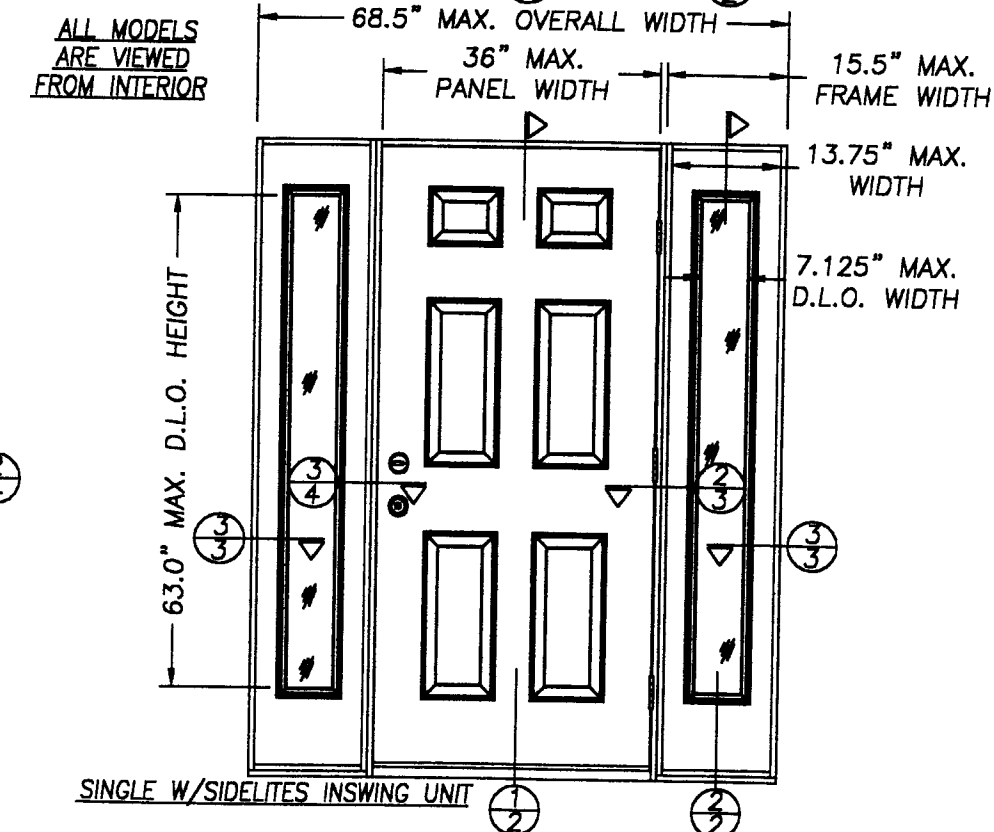 68.5" MAX. OVERALL WIDTH
ALL MODELS
ARE VIEWED
FROM INTERIOR
36" MAX.
PANEL WIDTH
15.5" MAX.
FRAME WIDTH
13.75" MAX.
WIDTH
7.125" MAX.
D.L.O. WIDTH
63.0" MAX. D.L.O. HEIGHT
3
4
2
3
3
3
3
3
SINGLE W/SIDELITES INSWING UNIT
1
2
2
2